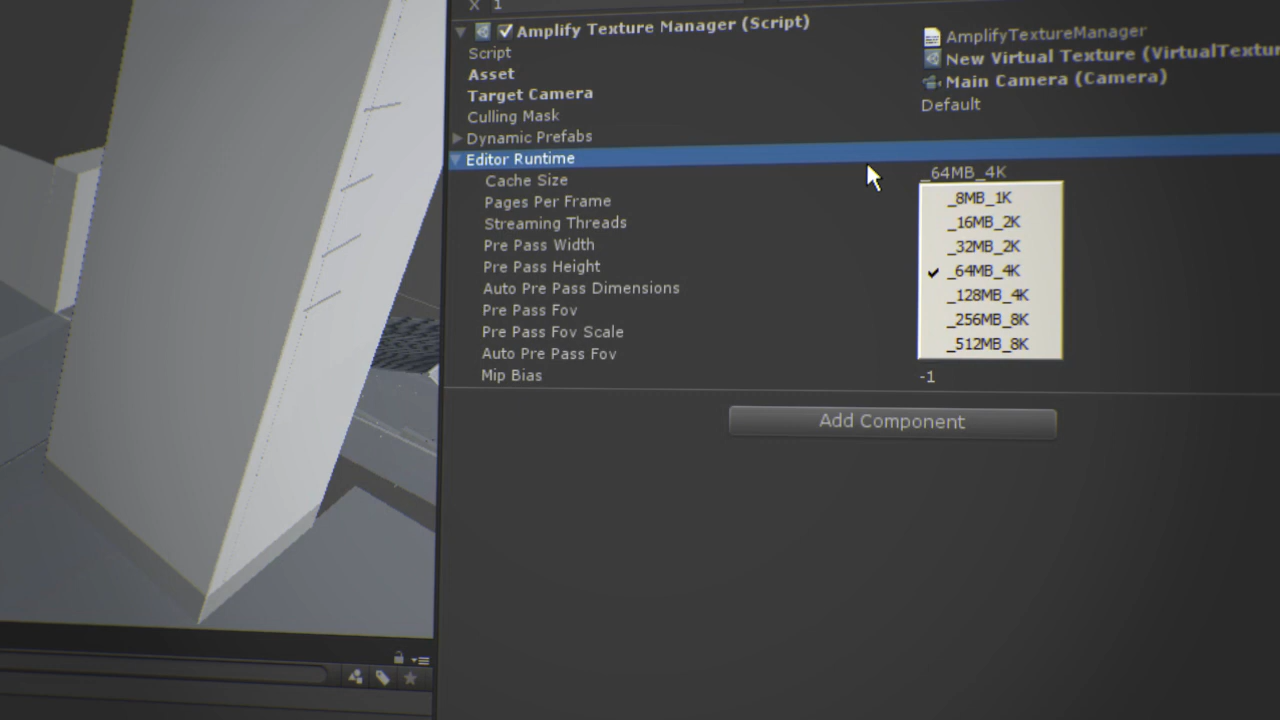 X 1
Amplify Texture Manager (Script)
Script AmplifyTextureManager
Asset New Virtual Texture (VirtualTextur
Target Camera Main Camera (Camera)
Culling Mask Default
Dynamic Prefabs
Editor Runtime
Cache Size _64MB_4K
Pages Per Frame _8MB_1K
Streaming Threads _16MB_2K
Pre Pass Width _32MB_2K
Pre Pass Height _64MB_4K
Auto Pre Pass Dimensions _128MB_4K
Pre Pass Fov _256MB_8K
Pre Pass Fov Scale _512MB_8K
Auto Pre Pass Fov
Mip Bias -1
Add Component